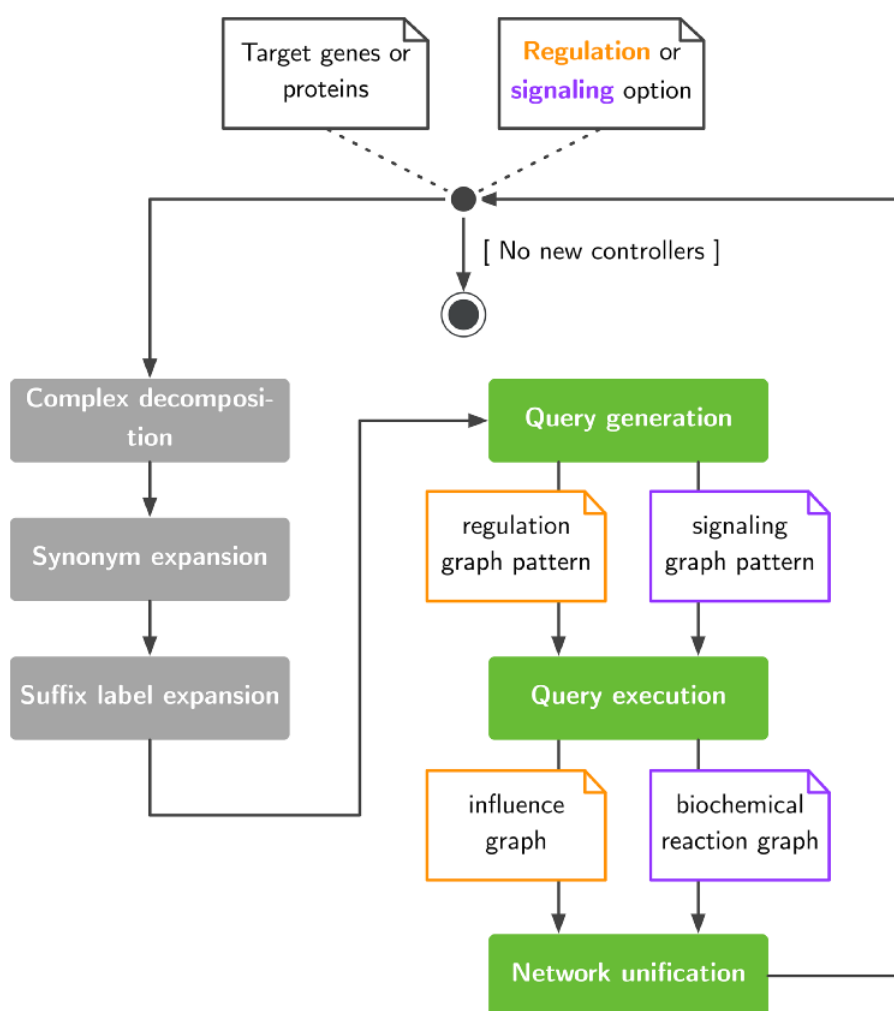 Target genes or
proteins
Regulation or
signaling option
[ No new controllers ]
Complex decomposi-
tion
Query generation
regulation
graph pattern
signaling
graph pattern
Synonym expansion
Suffix label expansion
Query execution
influence
graph
biochemical
reaction graph
Network unification